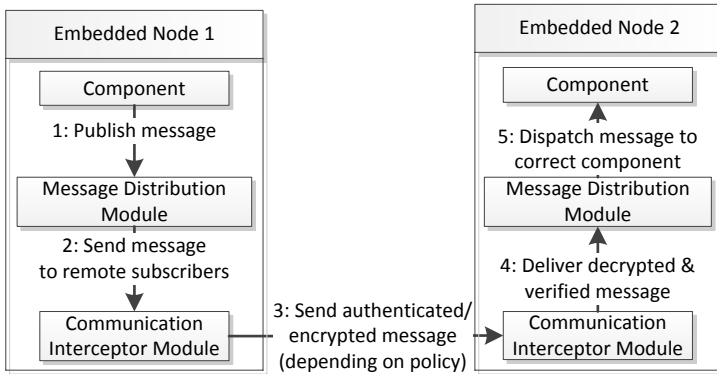 Embedded Node 1
Component
1: Publish message
Message Distribution
Module
2: Send message
to remote subscribers
Communication
Interceptor Module
3: Send authenticated/
encrypted message
(depending on policy)
Embedded Node 2
Component
5: Dispatch message to
correct component
Message Distribution
Module
4: Deliver decrypted &
verified message
Communication
Interceptor Module